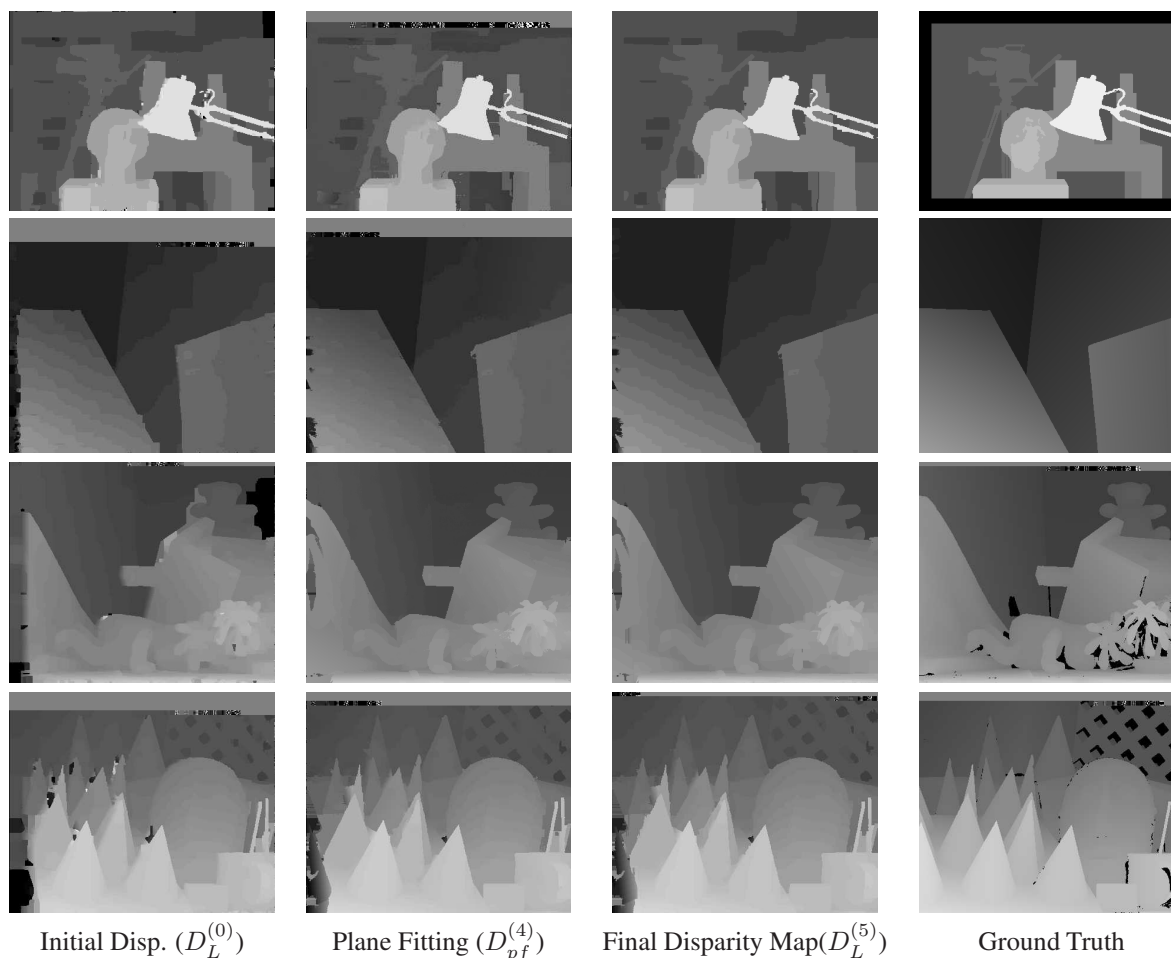 Initial Disp. (D_L^{(0)})
Plane Fitting (D_{pf}^{(4)})
Final Disparity Map(D_L^{(5)})
Ground Truth